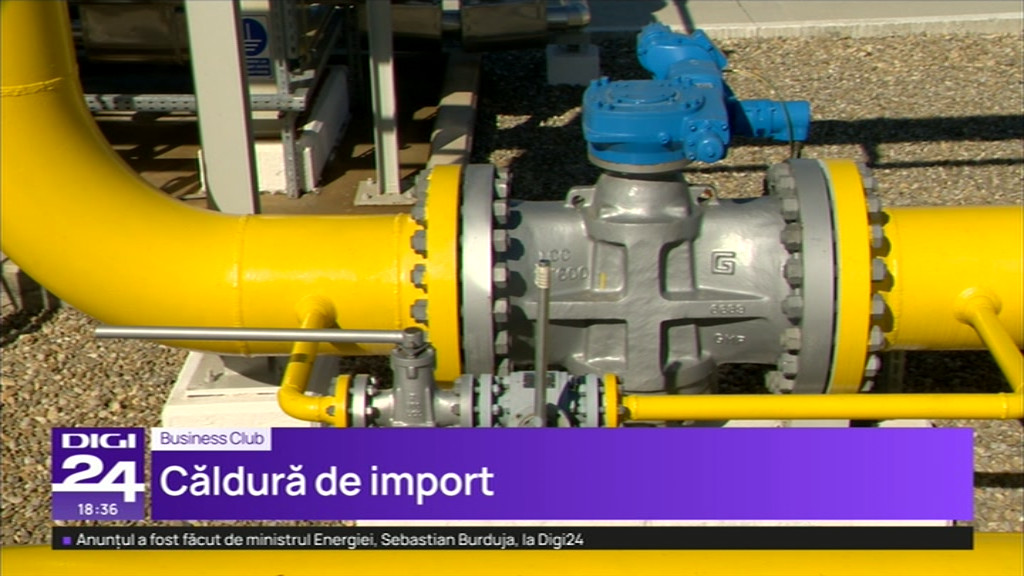 G
Business Club
DIGI
24
18:36
Căldură de import
Anunțul a fost făcut de ministrul Energiei, Sebastian Burduja, la Digi24